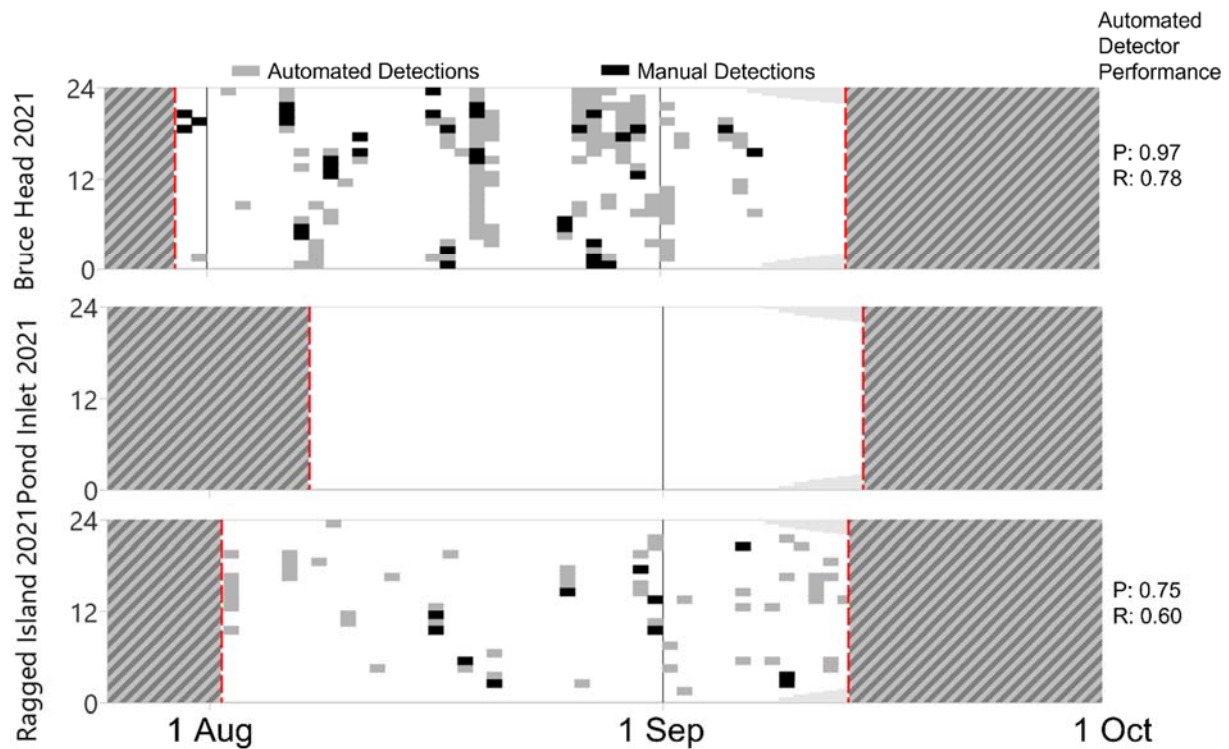 Automated
Detector
Performance
Automated Detections
Manual Detections
Bruce Head 2021
24
12
0
P: 0.97
R: 0.78
Pond Inlet 2021
24
12
0
Ragged Island 2021
24
12
0
P: 0.75
R: 0.60
1 Aug
1 Sep
1 Oct